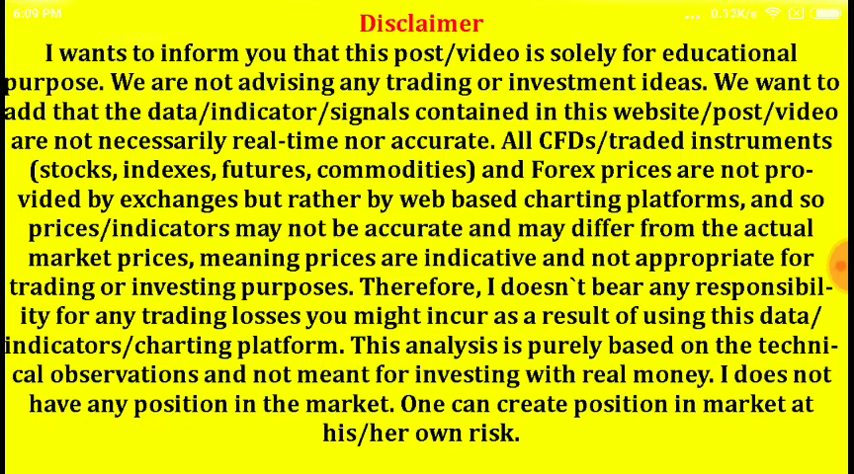 6:09 PM
... 0.12K/s
Disclaimer
I wants to inform you that this post/video is solely for educational
purpose. We are not advising any trading or investment ideas. We want to
add that the data/indicator/signals contained in this website/post/video
are not necessarily real-time nor accurate. All CFDs/traded instruments
(stocks, indexes, futures, commodities) and Forex prices are not pro-
vided by exchanges but rather by web based charting platforms, and so
prices/indicators may not be accurate and may differ from the actual
market prices, meaning prices are indicative and not appropriate for
trading or investing purposes. Therefore, I doesn`t bear any responsibil-
ity for any trading losses you might incur as a result of using this data/
indicators/charting platform. This analysis is purely based on the techni-
cal observations and not meant for investing with real money. I does not
have any position in the market. One can create position in market at
his/her own risk.